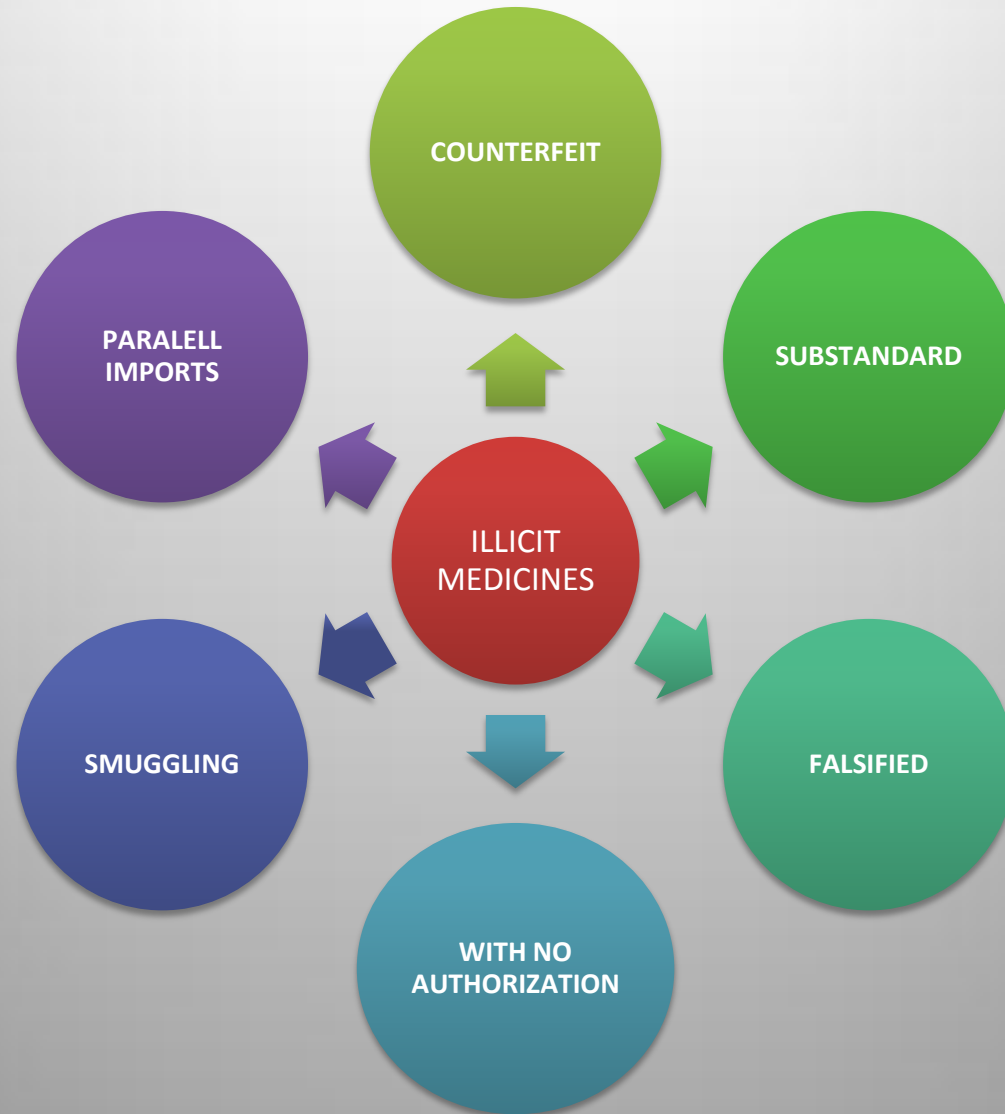 COUNTERFEIT
PARALELL
IMPORTS
SUBSTANDARD
ILLICIT
MEDICINES
SMUGGLING
FALSIFIED
WITH NO
AUTHORIZATION